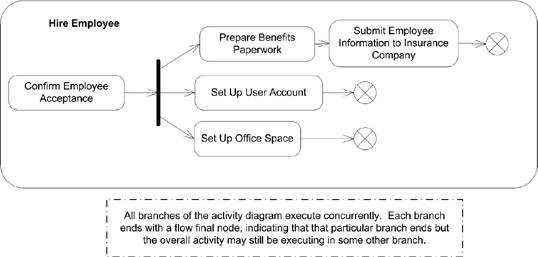 Hire Employee
Prepare Benefits
Paperwork
Submit Employee
Information to Insurance
Company
Confirm Employee
Acceptance
Set Up User Account
Set Up Office Space
All branches of the activity diagram execute concurrently. Each branch
ends with a flow final node, indicating that that particular branch ends but
the overall activity may still be executing in some other branch.